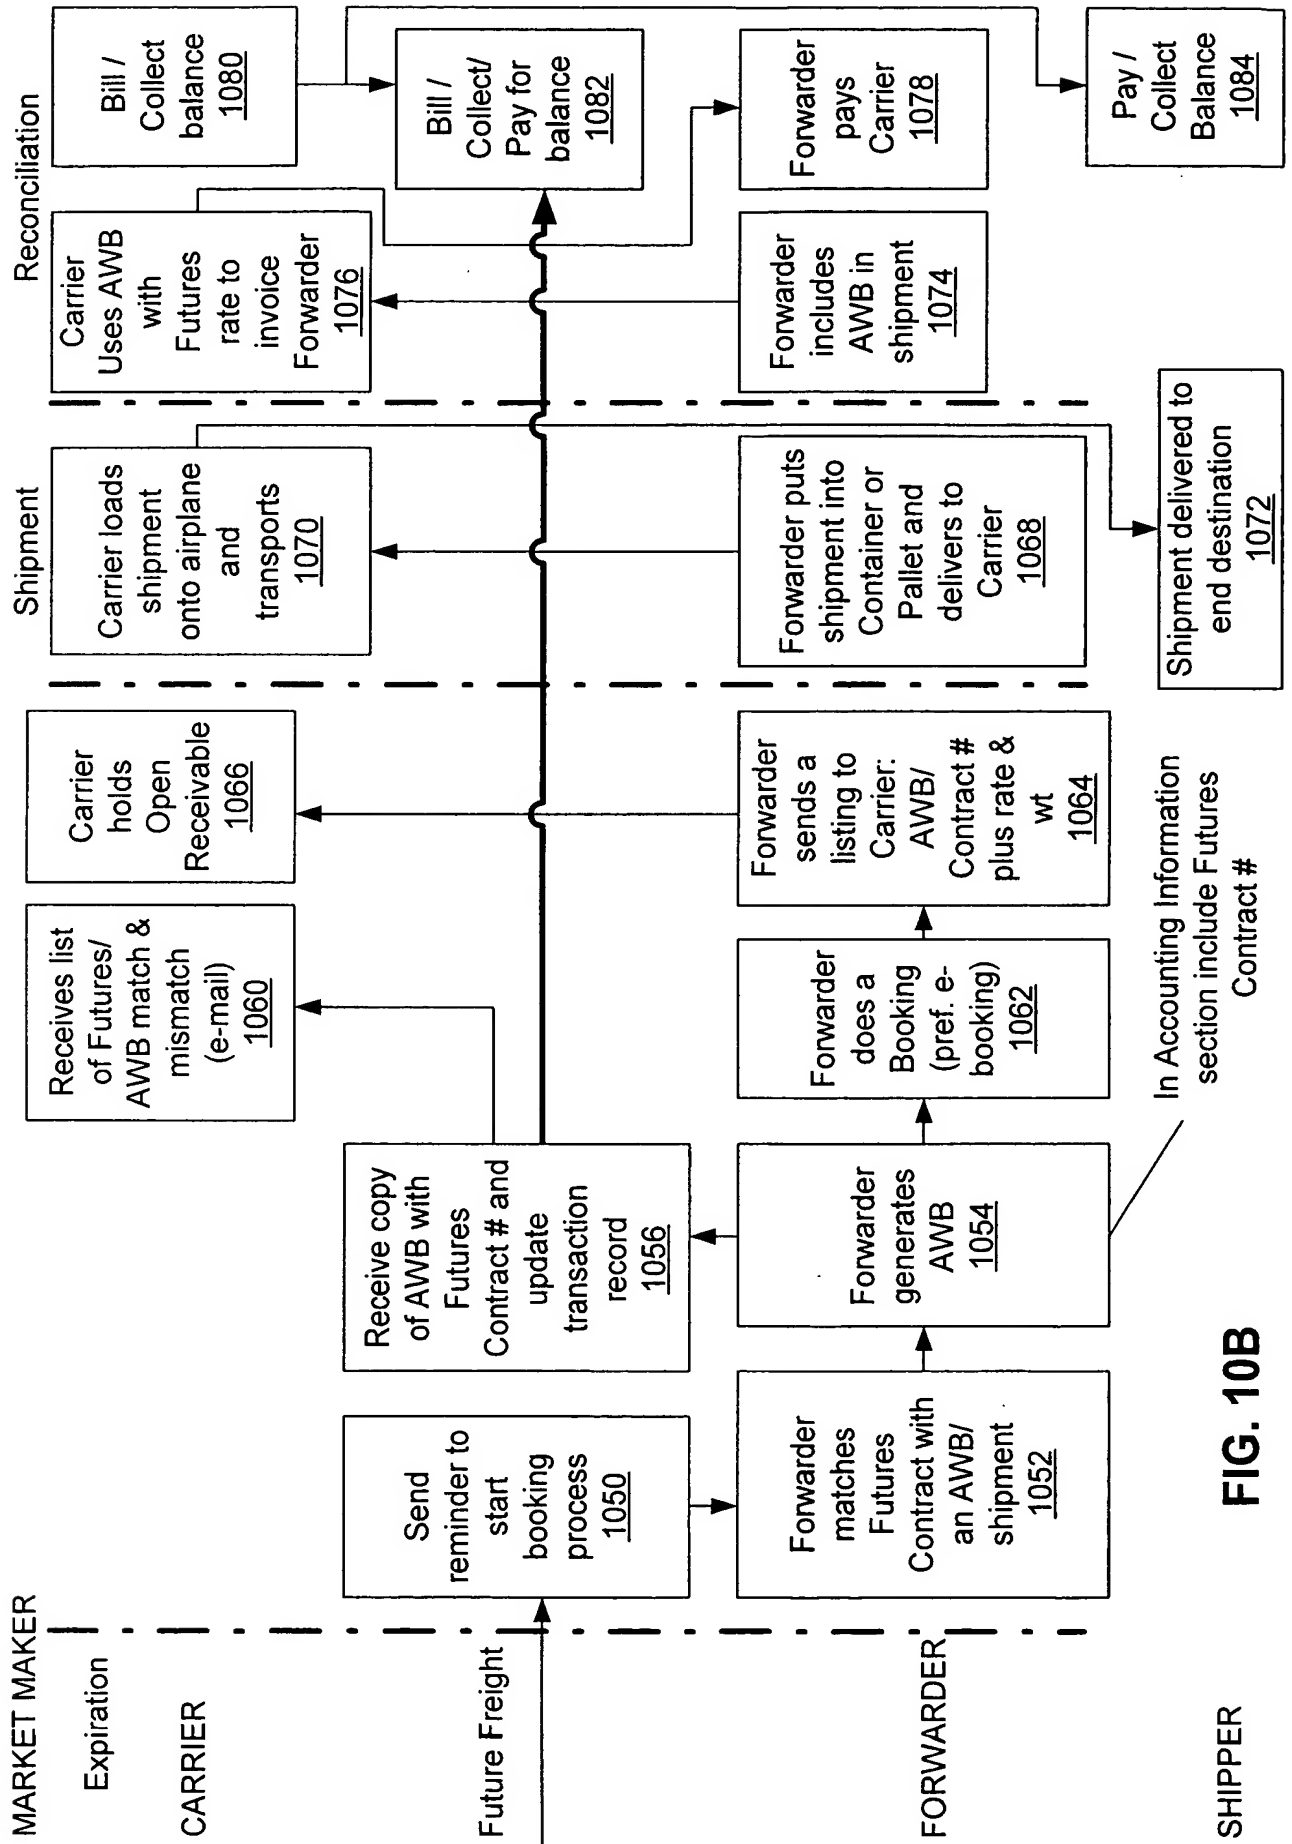 MARKET MAKER
Expiration
CARRIER
Future Freight
FORWARDER
SHIPPER
Send
reminder to
start
booking
process
1050
Forwarder
matches
Futures
Contract with
an AWB/
shipment
1052
Receive copy
of AWB with
Futures
Contract # and
update
transaction
record
1056
Forwarder
generates
AWB
1054
Receives list
of Futures/
AWB match &
mismatch
(e-mail)
1060
Forwarder
does a
Booking
(pref. e-
booking)
1062
In Accounting Information
section include Futures
Contract #
Carrier
holds
Open
Receivable
1066
Forwarder
sends a
listing to
Carrier:
AWB/
Contract #
plus rate &
wt
1064
Shipment
Carrier loads
shipment
onto airplane
and
transports
1070
Forwarder puts
shipment into
Container or
Pallet and
delivers to
Carrier
1068
Shipment delivered to
end destination
1072
Reconciliation
Carrier
Uses AWB
with
Futures
rate to
invoice
Forwarder
1076
Forwarder
includes
AWB in
shipment
1074
Bill /
Collect
balance
1080
Bill /
Collect/
Pay for
balance
1082
Forwarder
pays
Carrier
1078
Pay /
Collect
Balance
1084
FIG. 10B